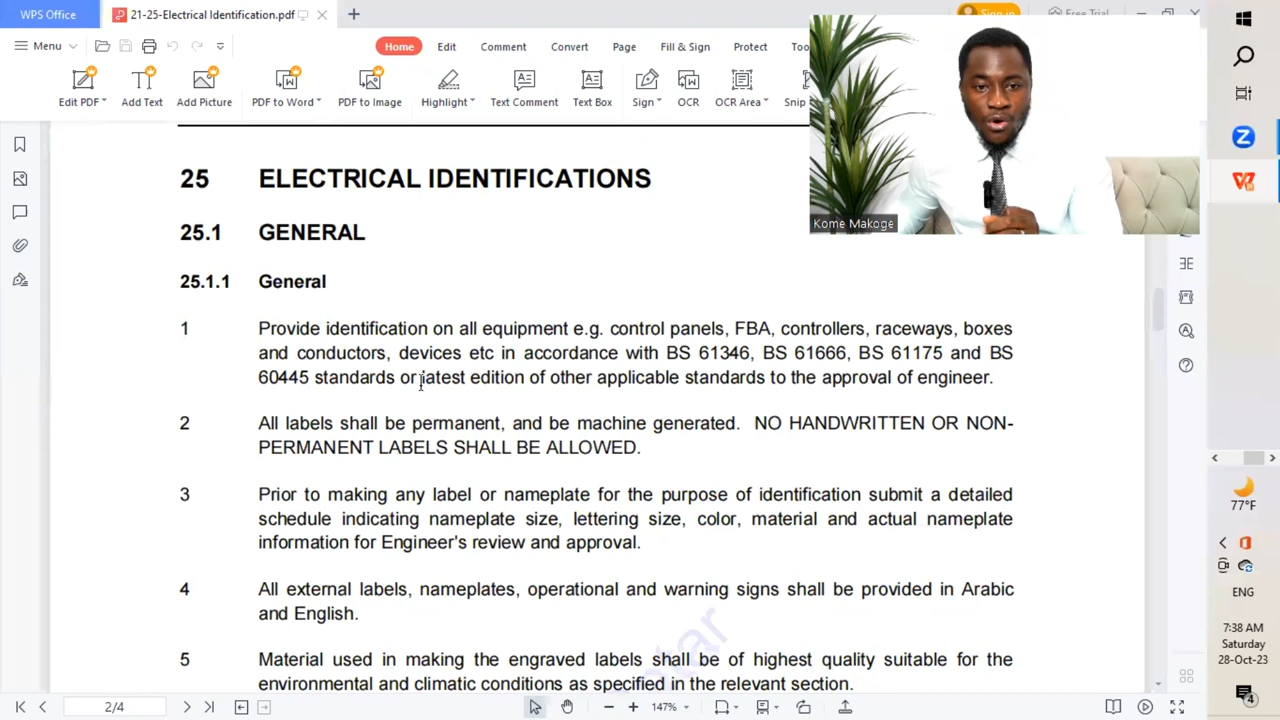 WPS Office
21-25-Electrical Identification.pdf
Sign in
Free Trial
Menu
Home
Edit
Comment
Convert
Page
Fill & Sign
Protect
Edit PDF
Add Text
Add Picture
PDF to Word
PDF to Image
Highlight
Text Comment
Text Box
Sign
OCR
OCR Area
Kome Makoge
25 ELECTRICAL IDENTIFICATIONS
25.1 GENERAL
25.1.1 General
1 Provide identification on all equipment e.g. control panels, FBA, controllers, raceways, boxes
and conductors, devices etc in accordance with BS 61346, BS 61666, BS 61175 and BS
60445 standards or latest edition of other applicable standards to the approval of engineer.
2 All labels shall be permanent, and be machine generated. NO HANDWRITTEN OR NON-
PERMANENT LABELS SHALL BE ALLOWED.
3 Prior to making any label or nameplate for the purpose of identification submit a detailed
schedule indicating nameplate size, lettering size, color, material and actual nameplate
information for Engineer's review and approval.
4 All external labels, nameplates, operational and warning signs shall be provided in Arabic
and English.
5 Material used in making the engraved labels shall be of highest quality suitable for the
environmental and climatic conditions as specified in the relevant section.
2/4
147%
77°F
ENG
7:38 AM
Saturday
28-Oct-23
4